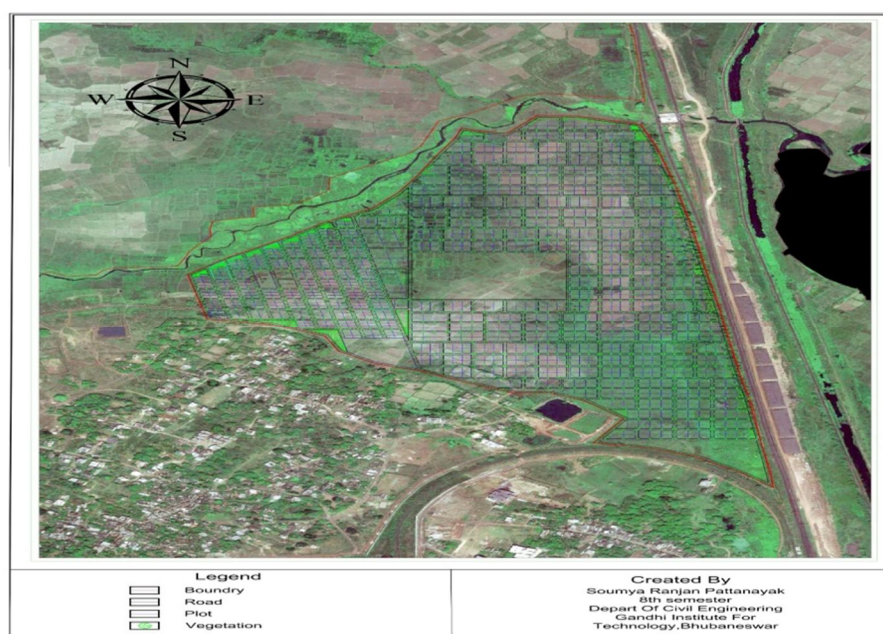 N
W E
S
Legend
Boundry
Road
Plot
Vegetation
Created By
Soumya Ranjan Pattanayak
8th semester
Depart Of Civil Engineering
Gandhi Institute For
Technology,Bhubaneswar